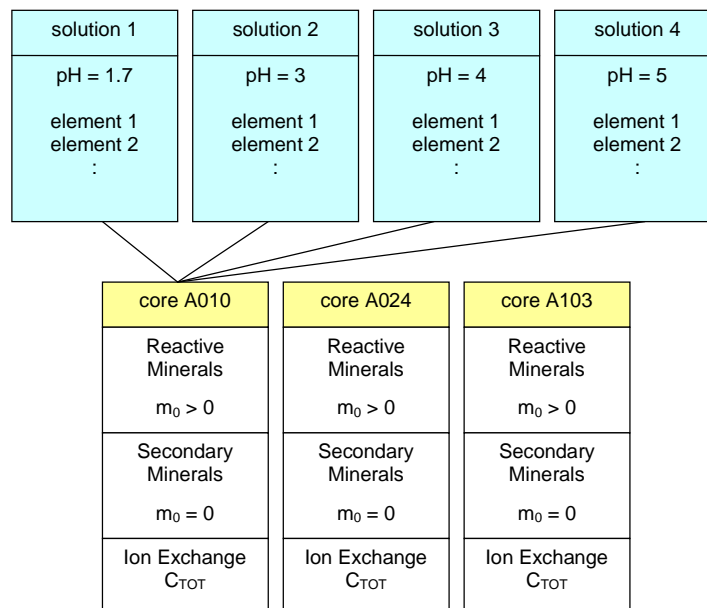 solution 1
pH = 1.7
element 1
element 2
:
solution 2
pH = 3
element 1
element 2
:
solution 3
pH = 4
element 1
element 2
:
solution 4
pH = 5
element 1
element 2
:
core A010
Reactive
Minerals
m₀ > 0
Secondary
Minerals
m₀ = 0
Ion Exchange
C_TOT
core A024
Reactive
Minerals
m₀ > 0
Secondary
Minerals
m₀ = 0
Ion Exchange
C_TOT
core A103
Reactive
Minerals
m₀ > 0
Secondary
Minerals
m₀ = 0
Ion Exchange
C_TOT